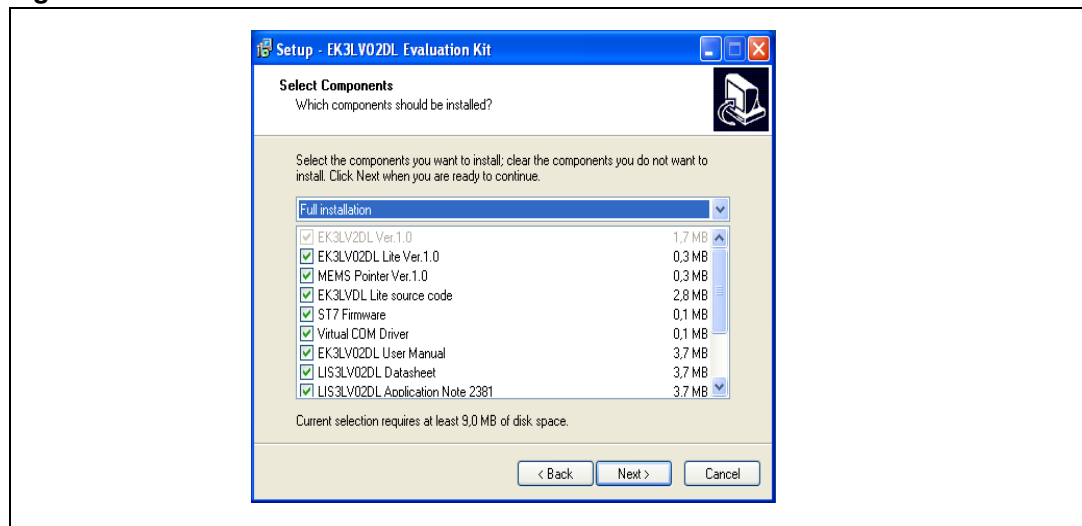 Setup - EK3LV02DL Evaluation Kit
Select Components
Which components should be installed?
Select the components you want to install; clear the components you do not want to
install. Click Next when you are ready to continue.
Full installation
EK3LV2DL Ver.1.0 1,7 MB
EK3LV02DL Lite Ver.1.0 0,3 MB
MEMS Pointer Ver.1.0 0,3 MB
EK3LVDL Lite source code 2,8 MB
ST7 Firmware 0,1 MB
Virtual COM Driver 0,1 MB
EK3LV02DL User Manual 3,7 MB
LIS3LV02DL Datasheet 3,7 MB
LIS3LV02DL Application Note 2381 3,7 MB
Current selection requires at least 9,0 MB of disk space.
< Back Next > Cancel